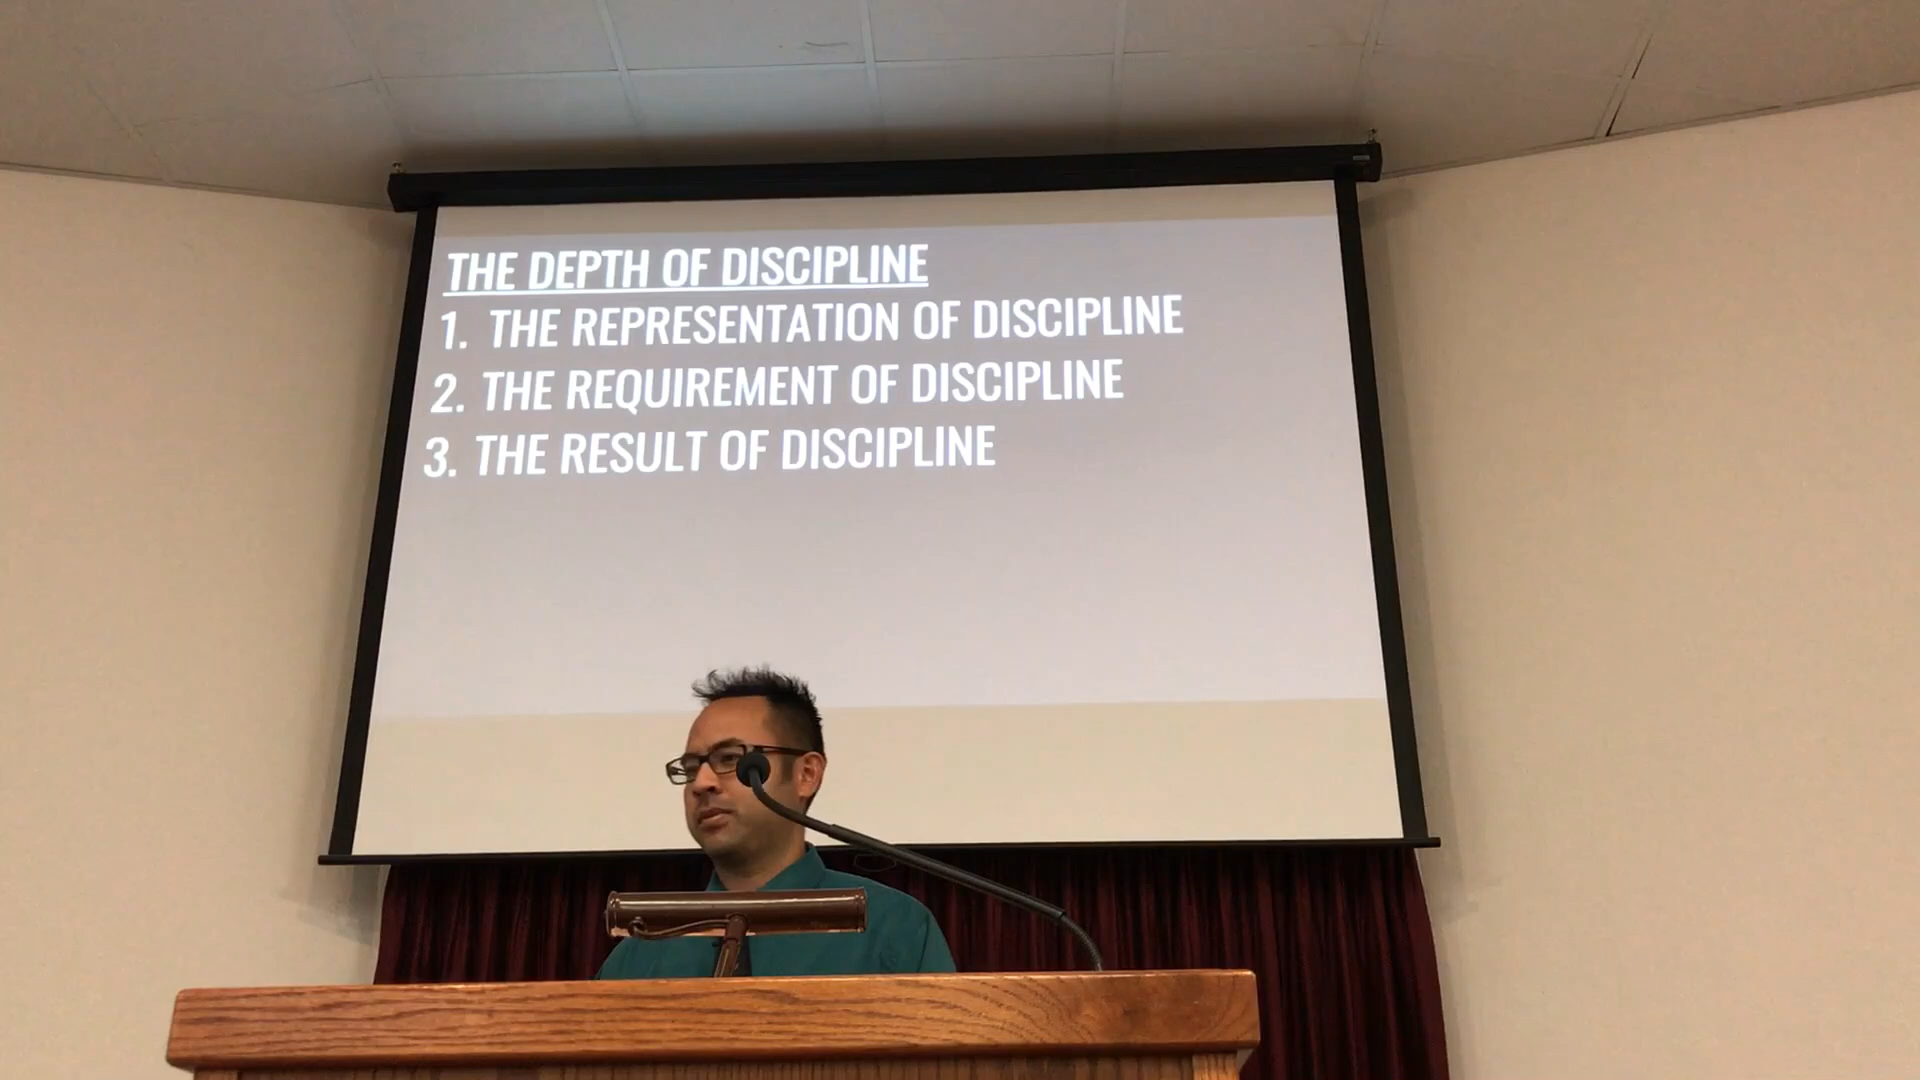 THE DEPTH OF DISCIPLINE
1. THE REPRESENTATION OF DISCIPLINE
2. THE REQUIREMENT OF DISCIPLINE
3. THE RESULT OF DISCIPLINE